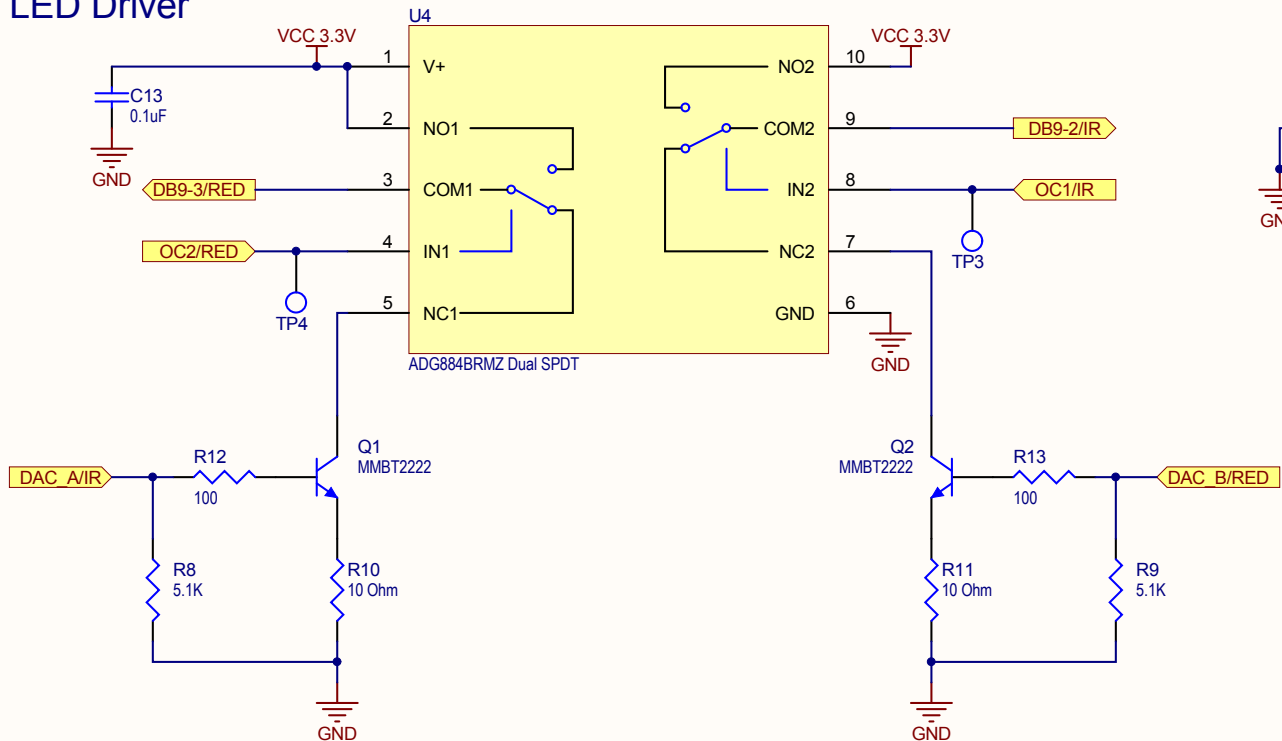 LED Driver
U4
VCC 3.3V
VCC 3.3V
1
V+
NO2
10
C13
0.1uF
2
NO1
COM2
9
DB9-2/IR
GND
DB9-3/RED
3
COM1
IN2
8
OC1/IR
OC2/RED
4
IN1
NC2
7
TP3
TP4
5
NC1
GND
6
GND
ADG884BRMZ Dual SPDT
DAC_A/IR
R12
100
Q1
MMBT2222
Q2
MMBT2222
R13
100
DAC_B/RED
R8
5.1K
R10
10 Ohm
R11
10 Ohm
R9
5.1K
GND
GND